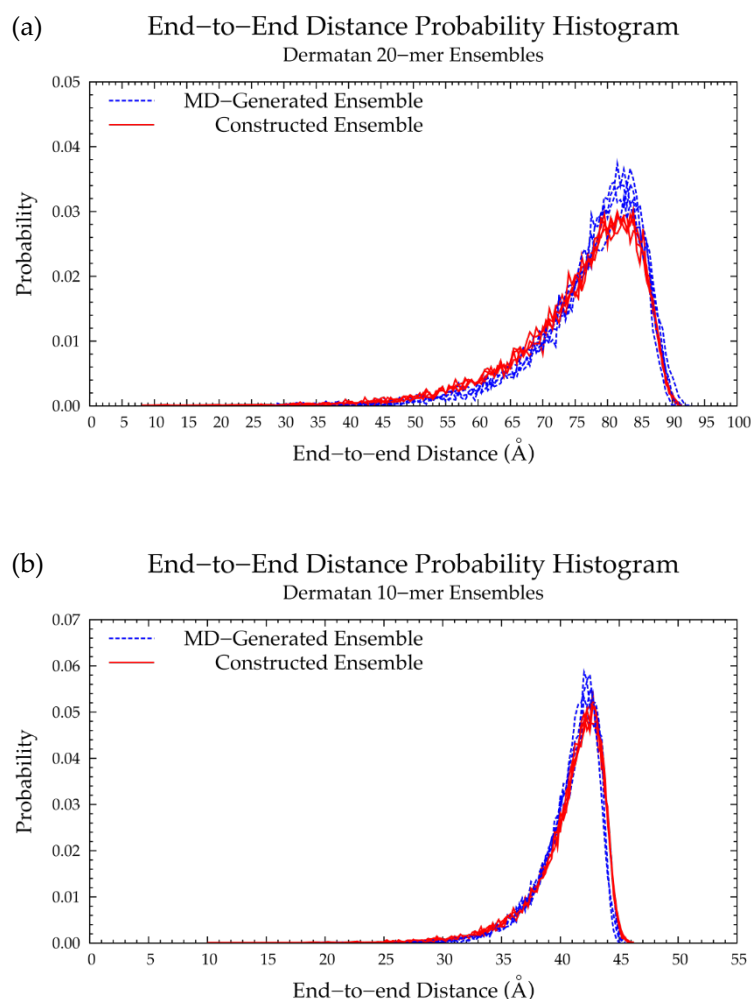 (a)
End−to−End Distance Probability Histogram
Dermatan 20−mer Ensembles
MD−Generated Ensemble
Constructed Ensemble
Probability
0.05
0.04
0.03
0.02
0.01
0.00
0 5 10 15 20 25 30 35 40 45 50 55 60 65 70 75 80 85 90 95 100
End−to−end Distance (Å)
(b)
End−to−End Distance Probability Histogram
Dermatan 10−mer Ensembles
MD−Generated Ensemble
Constructed Ensemble
Probability
0.07
0.06
0.05
0.04
0.03
0.02
0.01
0.00
0 5 10 15 20 25 30 35 40 45 50 55
End−to−end Distance (Å)